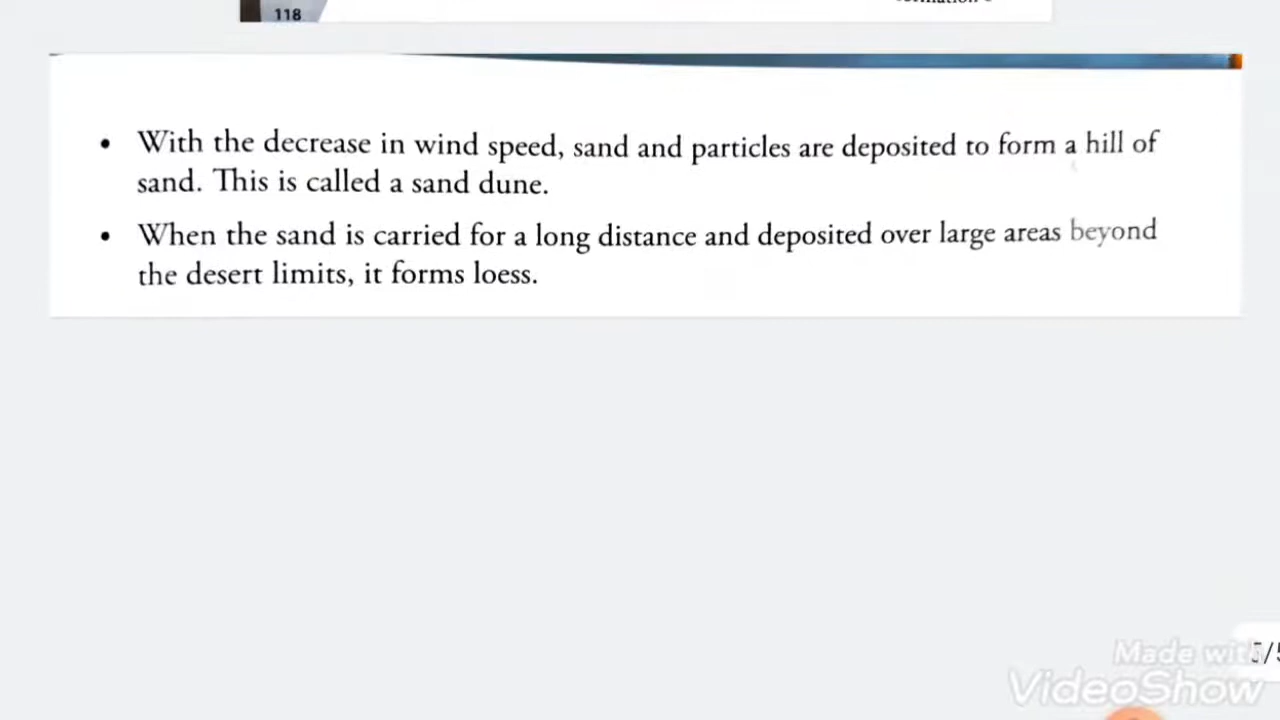 118
• With the decrease in wind speed, sand and particles are deposited to form a hill of
sand. This is called a sand dune.
• When the sand is carried for a long distance and deposited over large areas beyond
the desert limits, it forms loess.
5/5
Made with
VideoShow